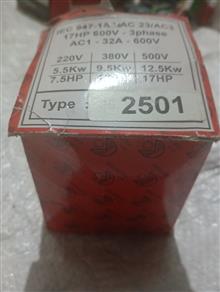 IEC 947-1A3/AC 23/AC3
17HP 600V - 3phase
AC1 - 32A - 600V
220V 380V 500V
5.5Kw 9.5Kw 12.5Kw
7.5HP 17HP
Type 2501